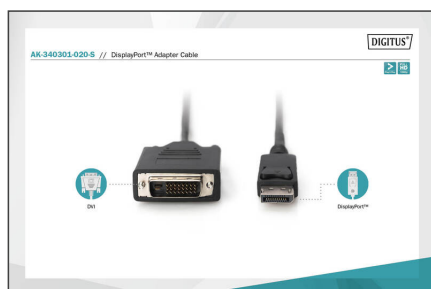 DIGITUS®
AK-340301-020-S // DisplayPort™ Adapter Cable
DVI
DisplayPort™